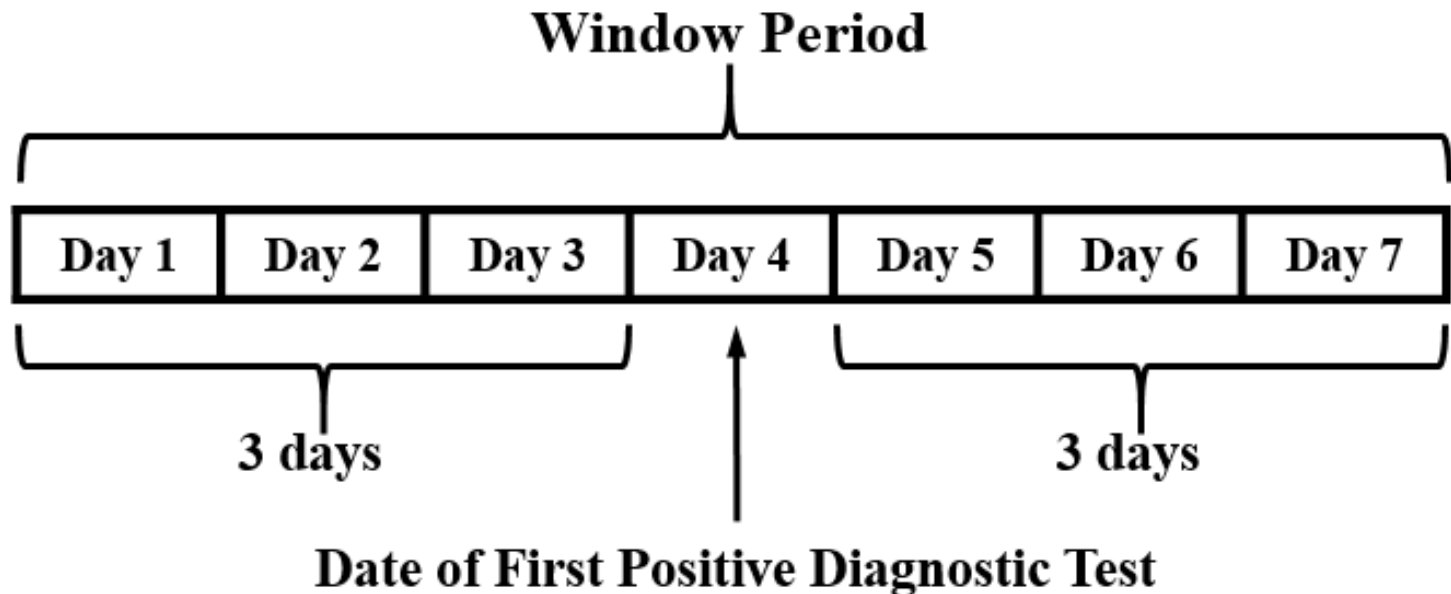 Window Period
Day 1 Day 2 Day 3 Day 4 Day 5 Day 6 Day 7
3 days 3 days
Date of First Positive Diagnostic Test